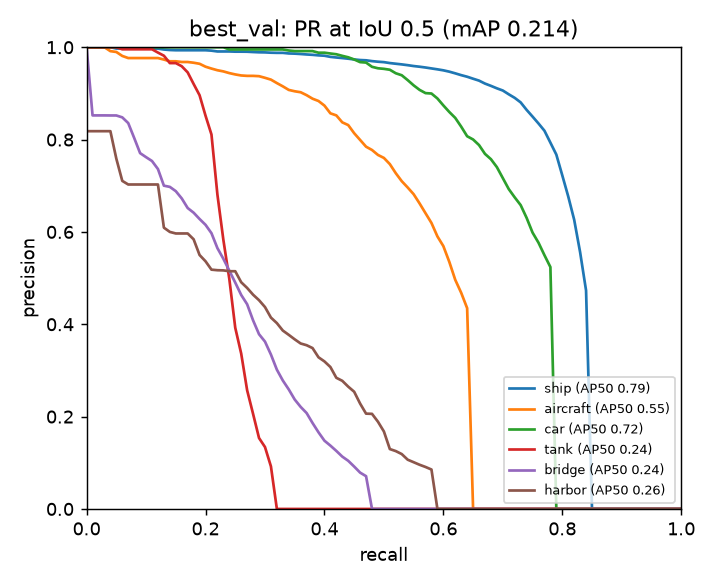 best_val: PR at IoU 0.5 (mAP 0.214)
precision
1.0
0.8
0.6
0.4
0.2
0.0
ship (AP50 0.79)
aircraft (AP50 0.55)
car (AP50 0.72)
tank (AP50 0.24)
bridge (AP50 0.24)
harbor (AP50 0.26)
0.0 0.2 0.4 0.6 0.8 1.0
recall